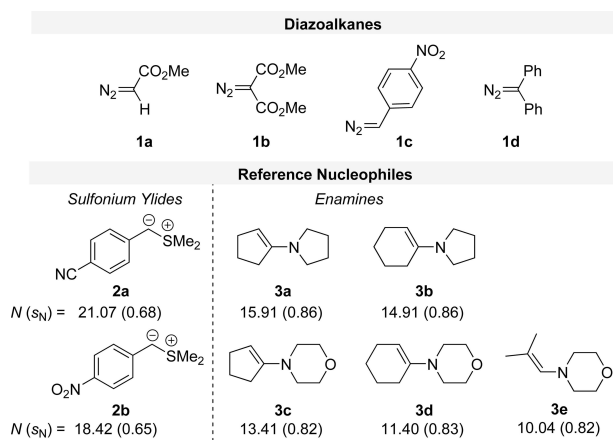 Diazoalkanes
N2 CO2Me H
N2 CO2Me CO2Me
NO2 N2
N2 Ph Ph
1a 1b 1c 1d
Reference Nucleophiles
Sulfonium Ylides Enamines
⊖ ⊕ SMe2 NC
N
N
2a 3a 3b
N (sN) = 21.07 (0.68) 15.91 (0.86) 14.91 (0.86)
⊖ ⊕ SMe2 O2N
N O
N O
N O
2b 3c 3d 3e
N (sN) = 18.42 (0.65) 13.41 (0.82) 11.40 (0.83) 10.04 (0.82)